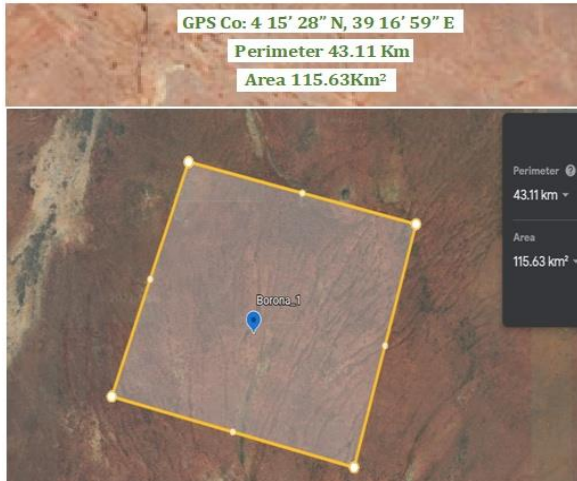 GPS Co: 4 15’ 28” N, 39 16’ 59” E
Perimeter 43.11 Km
Area 115.63Km²
Perimeter
43.11 km
Area
115.63 km²
Borona_1